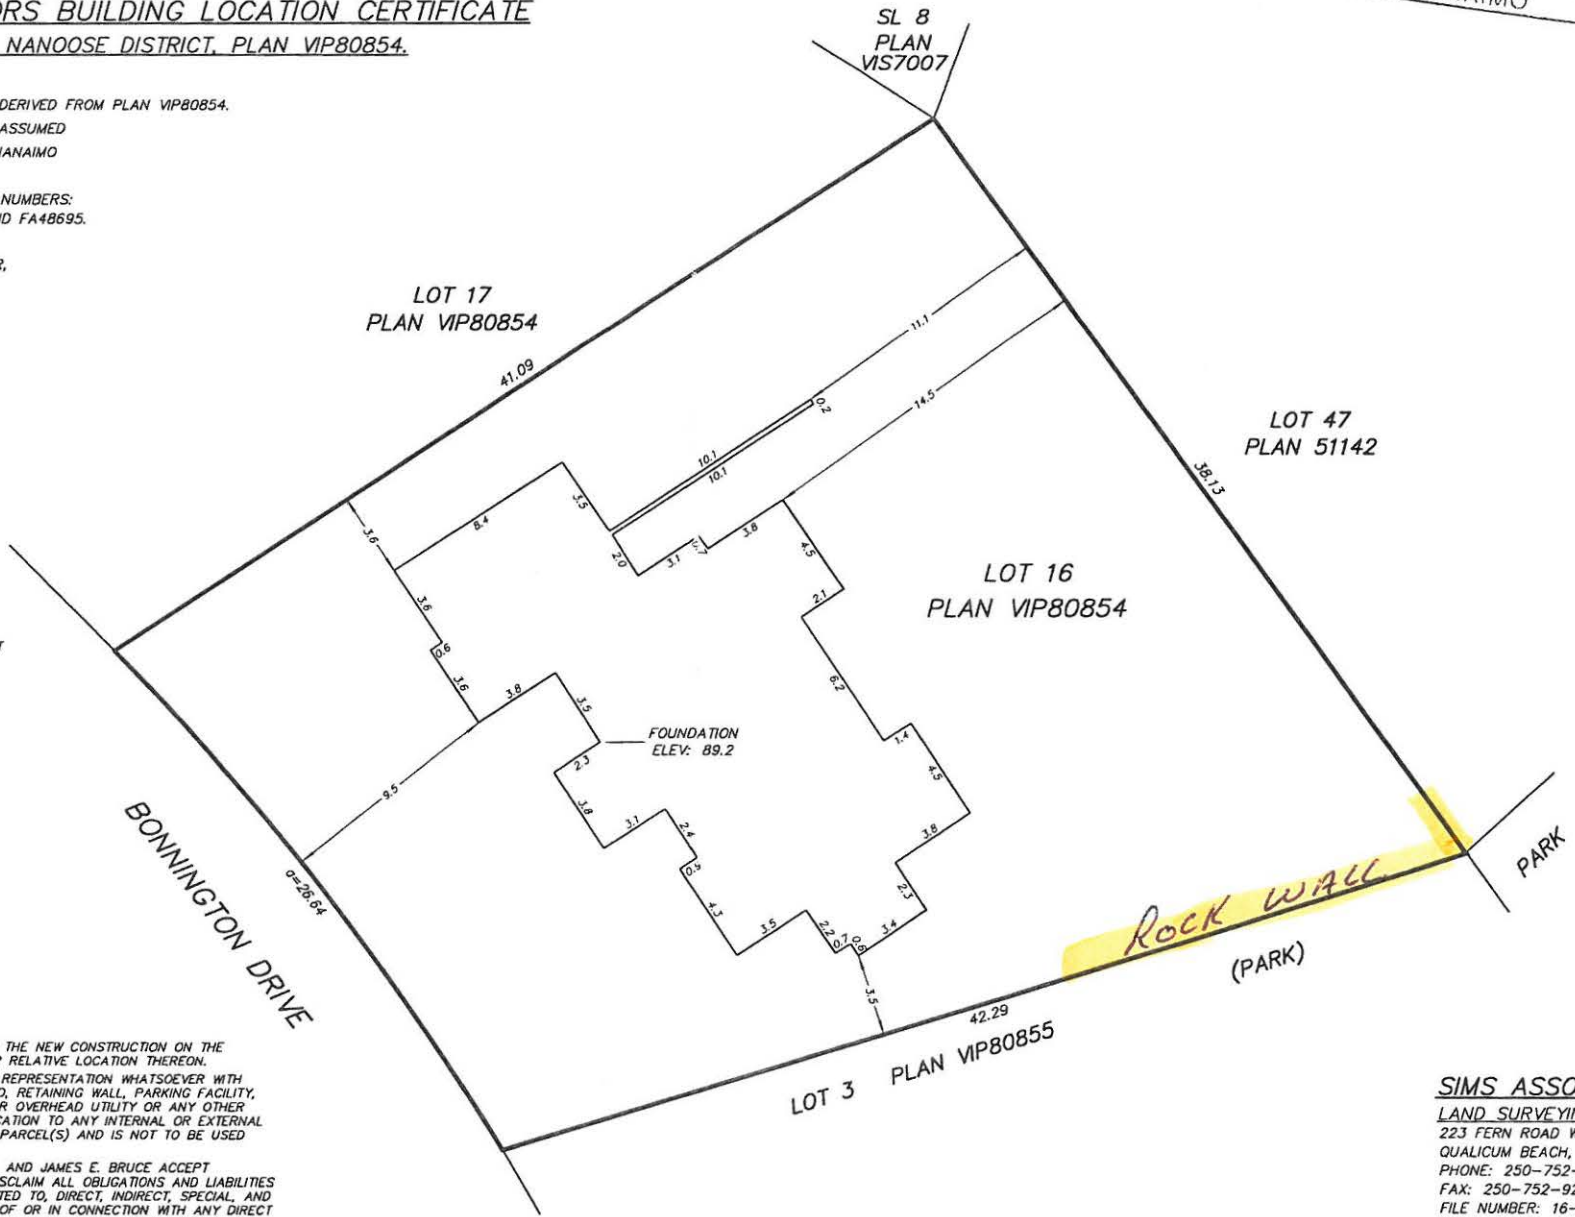 ORS BUILDING LOCATION CERTIFICATE
NANOOSE DISTRICT, PLAN VIP80854.
DERIVED FROM PLAN VIP80854.
ASSUMED
NANAIMO
NUMBERS:
ND FA48695.
R,
SL 8
PLAN
VIS7007
LOT 17
PLAN VIP80854
41.09
11.1
14.5
0.2
10.1
10.1
LOT 47
PLAN 51142
38.13
3.6
8.4
3.5
2.0
3.1
0.7
3.8
4.5
2.1
LOT 16
PLAN VIP80854
3.6
0.6
3.6
3.8
3.5
6.2
FOUNDATION
ELEV: 89.2
1.4
4.5
2.3
3.8
3.1
2.4
9.5
3.8
2.3
4.3
3.5
2.2
0.7
0.6
3.4
3.5
BONNINGTON DRIVE
a=26.64
ROCK WALL
(PARK)
PARK
42.29
LOT 3 PLAN VIP80855
THE NEW CONSTRUCTION ON THE
RELATIVE LOCATION THEREON.
REPRESENTATION WHATSOEVER WITH
RETAINING WALL, PARKING FACILITY,
OVERHEAD UTILITY OR ANY OTHER
TO ANY INTERNAL OR EXTERNAL
PARCEL(S) AND IS NOT TO BE USED
AND JAMES E. BRUCE ACCEPT
DISCLAIM ALL OBLIGATIONS AND LIABILITIES
TO, DIRECT, INDIRECT, SPECIAL, AND
OF OR IN CONNECTION WITH ANY DIRECT
SIMS ASSO
LAND SURVEYI
223 FERN ROAD W
QUALICUM BEACH,
PHONE: 250-752-
FAX: 250-752-92
FILE NUMBER: 16-